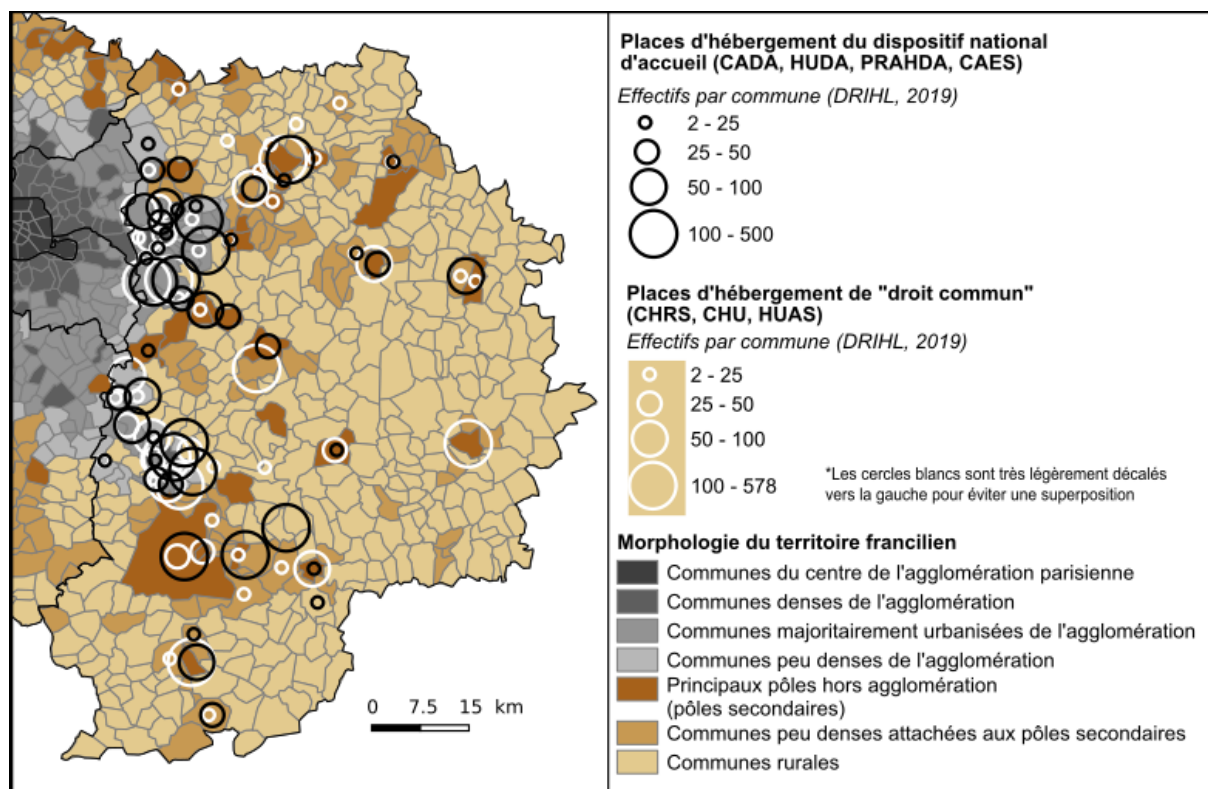 Places d'hébergement du dispositif national
d'accueil (CADA, HUDA, PRAHDA, CAES)
Effectifs par commune (DRIHL, 2019)
2 - 25
25 - 50
50 - 100
100 - 500
Places d'hébergement de "droit commun"
(CHRS, CHU, HUAS)
Effectifs par commune (DRIHL, 2019)
2 - 25
25 - 50
50 - 100
100 - 578
*Les cercles blancs sont très légèrement décalés
vers la gauche pour éviter une superposition
Morphologie du territoire francilien
Communes du centre de l'agglomération parisienne
Communes denses de l'agglomération
Communes majoritairement urbanisées de l'agglomération
Communes peu denses de l'agglomération
Principaux pôles hors agglomération
(pôles secondaires)
Communes peu denses attachées aux pôles secondaires
Communes rurales
0 7.5 15 km